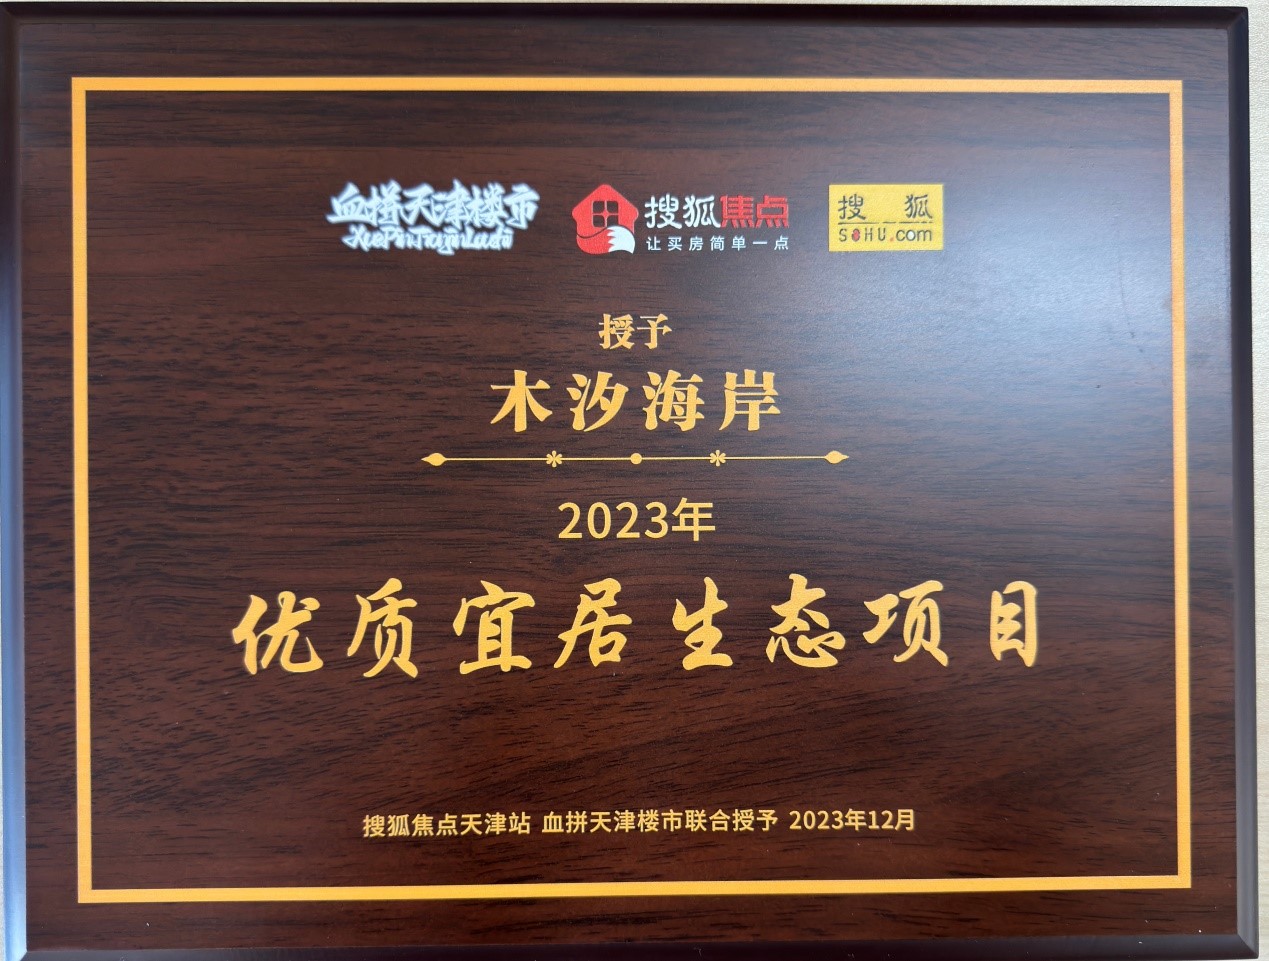 血拼天津楼市
XuePinTianJinLouShi
搜狐焦点
让买房简单一点
搜狐
SOHU.com
授予
木汐海岸
2023年
优质宜居生态项目
搜狐焦点天津站 血拼天津楼市联合授予 2023年12月